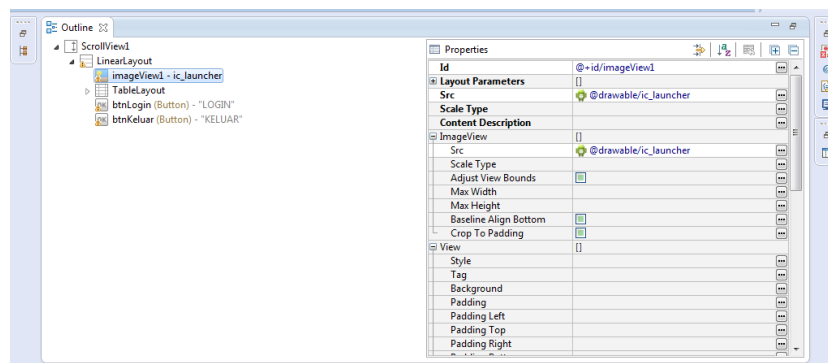 Outline
ScrollView1
LinearLayout
imageView1 - ic_launcher
TableLayout
btnLogin (Button) - "LOGIN"
btnKeluar (Button) - "KELUAR"
Properties
Id @+id/imageView1
Layout Parameters []
Src @drawable/ic_launcher
Scale Type
Content Description
ImageView []
Src @drawable/ic_launcher
Scale Type
Adjust View Bounds
Max Width
Max Height
Baseline Align Bottom
Crop To Padding
View []
Style
Tag
Background
Padding
Padding Left
Padding Top
Padding Right